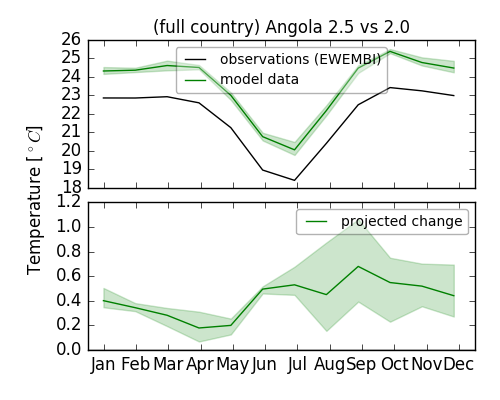 (full country) Angola 2.5 vs 2.0
26
25
24
23
22
21
20
19
18
observations (EWEMBI)
model data
Temperature [°C]
1.2
1.0
0.8
0.6
0.4
0.2
0.0
projected change
Jan Feb Mar Apr May Jun Jul Aug Sep Oct Nov Dec